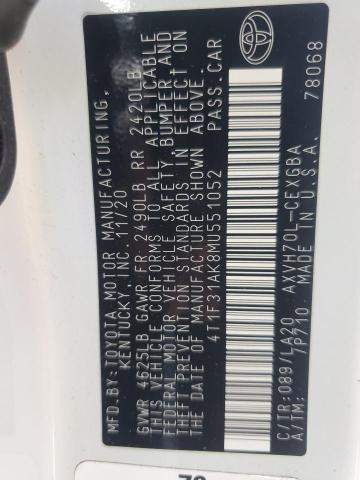 MFD.BY:TOYOTA MOTOR MANUFACTURING,
KENTUCKY, INC. 11/20
GVWR 4625LB GAWR FR 2490LB RR 2420LB
THIS VEHICLE CONFORMS TO ALL APPLICABLE
FEDERAL MOTOR VEHICLE SAFETY BUMPER AND
THEFT PREVENTION STANDARDS IN EFFECT ON
THE DATE OF MANUFACTURE SHOWN ABOVE.
4T1F31AK8MU551052 PASS.CAR
C/TR:089/LA20 AXVH70L-CEXGBA
A/TM: 7P710 MADE IN U.S.A.
78068